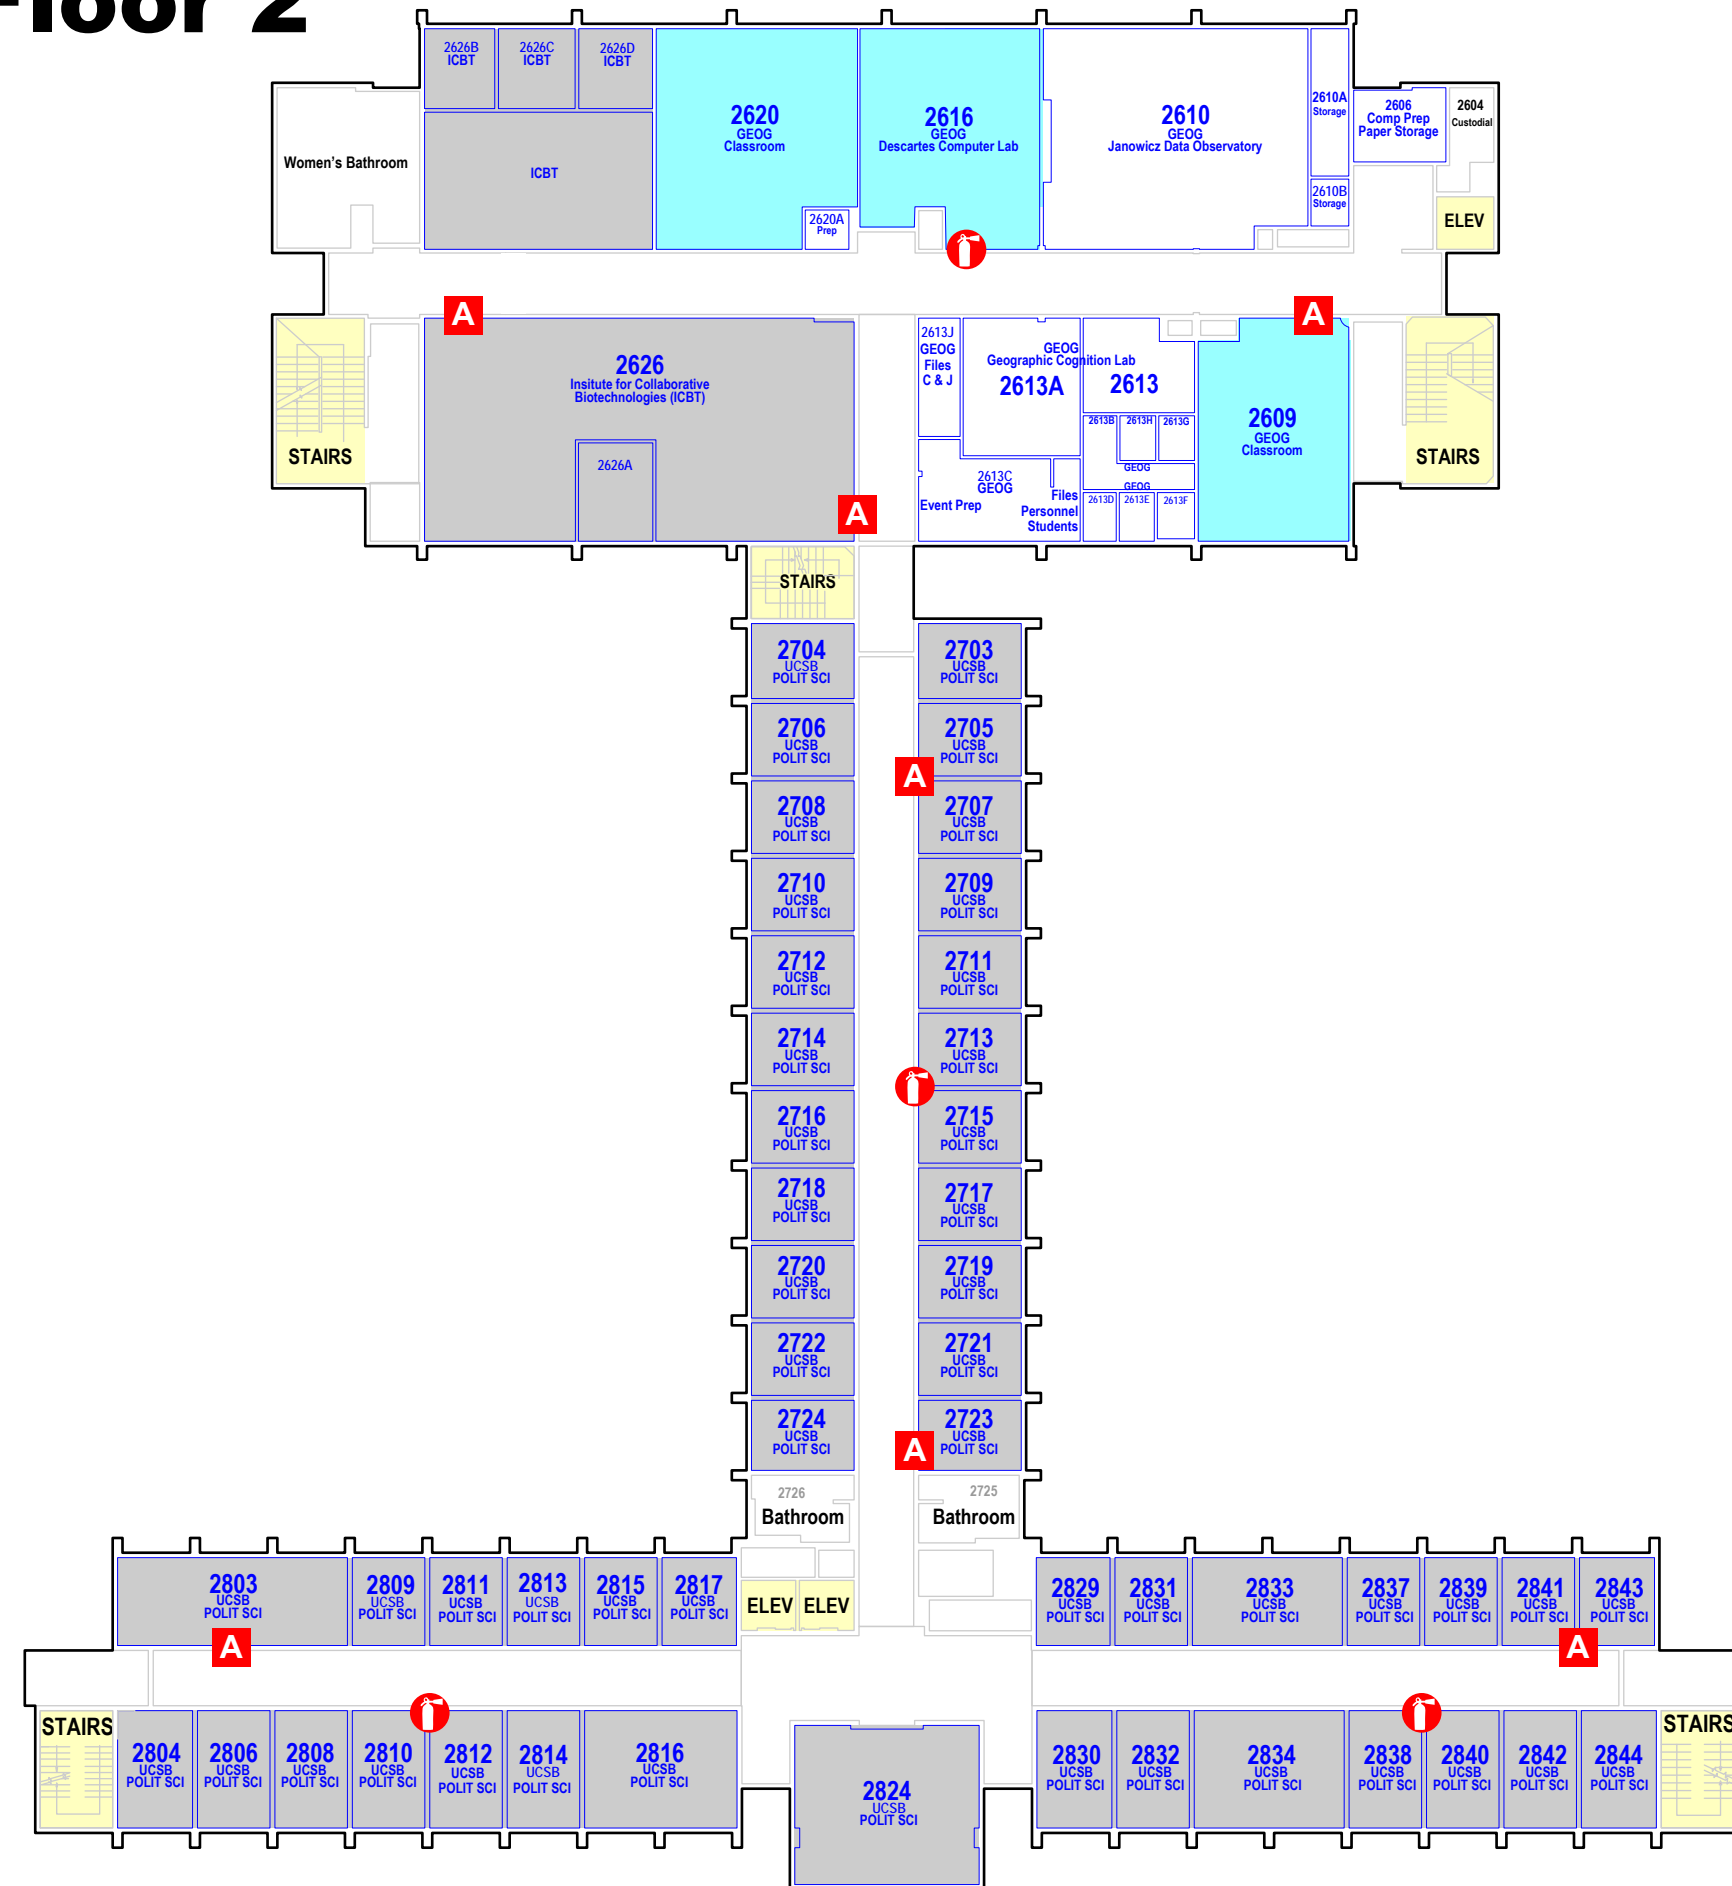 Floor 2
2626B
ICBT
2626C
ICBT
2626D
ICBT
2620
GEOG
Classroom
2616
GEOG
Descartes Computer Lab
2610
GEOG
Janowicz Data Observatory
2610A
Storage
2606
Comp Prep
Paper Storage
2604
Custodial
Women's Bathroom
ICBT
2620A
Prep
2610B
Storage
ELEV
A
A
2626
Insitute for Collaborative
Biotechnologies (ICBT)
2613J
GEOG
Files
C & J
GEOG
Geographic Cognition Lab
2613A
2613
2609
GEOG
Classroom
2613B
2613H
2613G
STAIRS
STAIRS
2626A
GEOG
2613C
GEOG
GEOG
Event Prep
Files
Personnel
Students
2613D
2613E
2613F
A
STAIRS
2704
UCSB
POLIT SCI
2703
UCSB
POLIT SCI
2706
UCSB
POLIT SCI
2705
UCSB
POLIT SCI
A
2708
UCSB
POLIT SCI
2707
UCSB
POLIT SCI
2710
UCSB
POLIT SCI
2709
UCSB
POLIT SCI
2712
UCSB
POLIT SCI
2711
UCSB
POLIT SCI
2714
UCSB
POLIT SCI
2713
UCSB
POLIT SCI
2716
UCSB
POLIT SCI
2715
UCSB
POLIT SCI
2718
UCSB
POLIT SCI
2717
UCSB
POLIT SCI
2720
UCSB
POLIT SCI
2719
UCSB
POLIT SCI
2722
UCSB
POLIT SCI
2721
UCSB
POLIT SCI
2724
UCSB
POLIT SCI
A
2723
UCSB
POLIT SCI
2726
Bathroom
2725
Bathroom
2803
UCSB
POLIT SCI
2809
UCSB
POLIT SCI
2811
UCSB
POLIT SCI
2813
UCSB
POLIT SCI
2815
UCSB
POLIT SCI
2817
UCSB
POLIT SCI
ELEV
ELEV
2829
UCSB
POLIT SCI
2831
UCSB
POLIT SCI
2833
UCSB
POLIT SCI
2837
UCSB
POLIT SCI
2839
UCSB
POLIT SCI
2841
UCSB
POLIT SCI
2843
UCSB
POLIT SCI
A
A
STAIRS
2804
UCSB
POLIT SCI
2806
UCSB
POLIT SCI
2808
UCSB
POLIT SCI
2810
UCSB
POLIT SCI
2812
UCSB
POLIT SCI
2814
UCSB
POLIT SCI
2816
UCSB
POLIT SCI
2824
UCSB
POLIT SCI
2830
UCSB
POLIT SCI
2832
UCSB
POLIT SCI
2834
UCSB
POLIT SCI
2838
UCSB
POLIT SCI
2840
UCSB
POLIT SCI
2842
UCSB
POLIT SCI
2844
UCSB
POLIT SCI
STAIRS